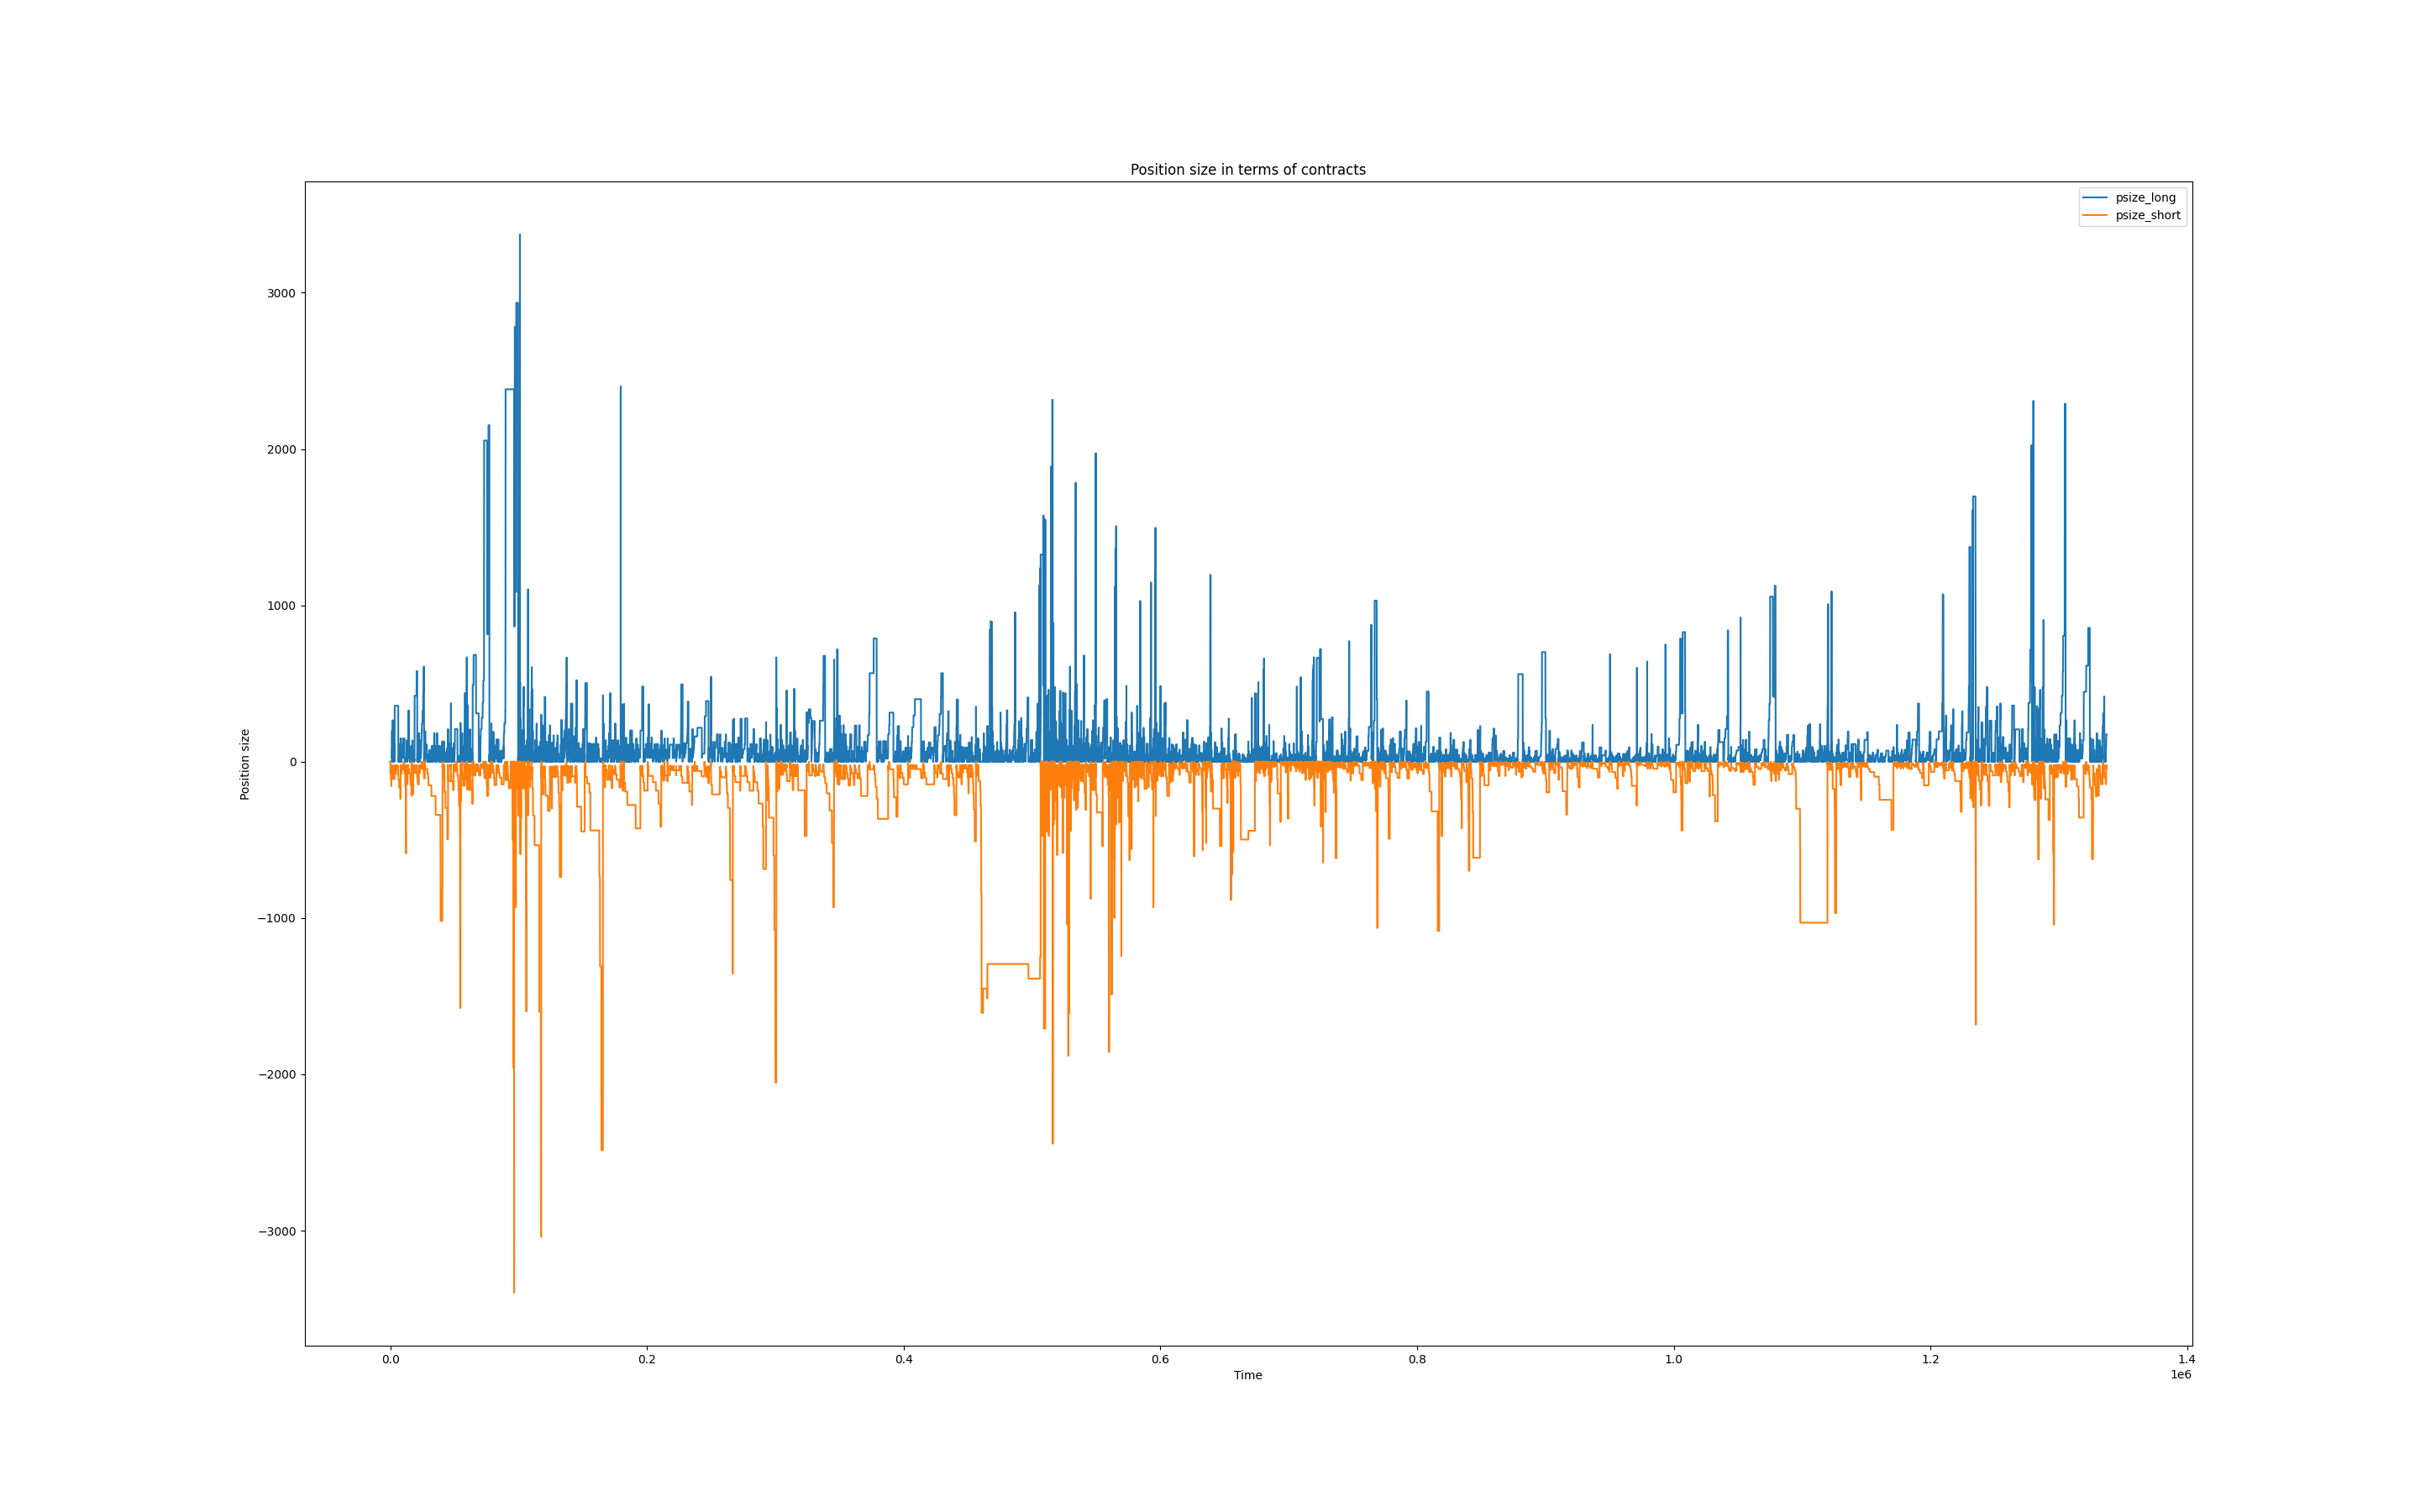 Position size in terms of contracts
psize_long
psize_short
3000
2000
1000
0
−1000
−2000
−3000
Position size
0.0 0.2 0.4 0.6 0.8 1.0 1.2 1.4
Time
1e6